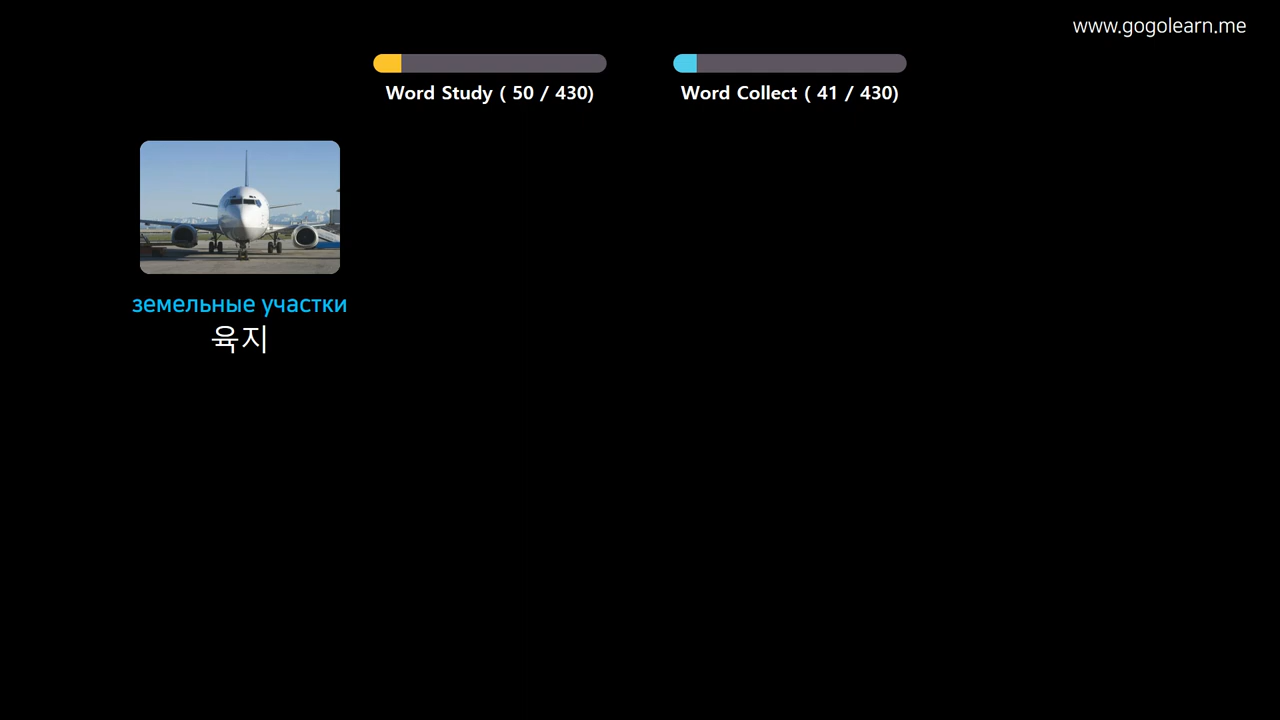 www.gogolearn.me
Word Study ( 50 / 430)
Word Collect ( 41 / 430)
земельные участки
육지